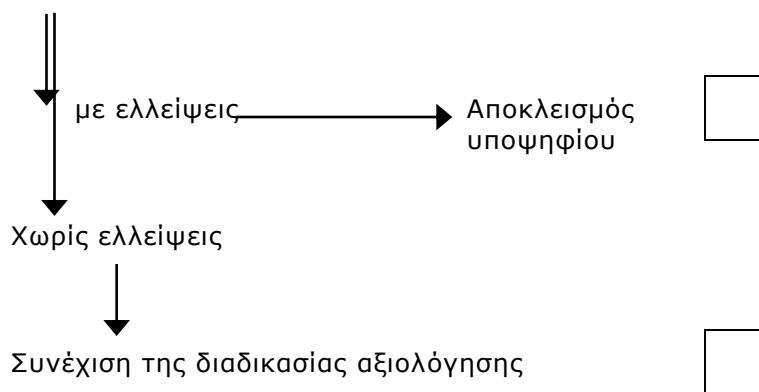 με ελλείψεις
Αποκλεισμός
υποψηφίου
Χωρίς ελλείψεις
Συνέχιση της διαδικασίας αξιολόγησης